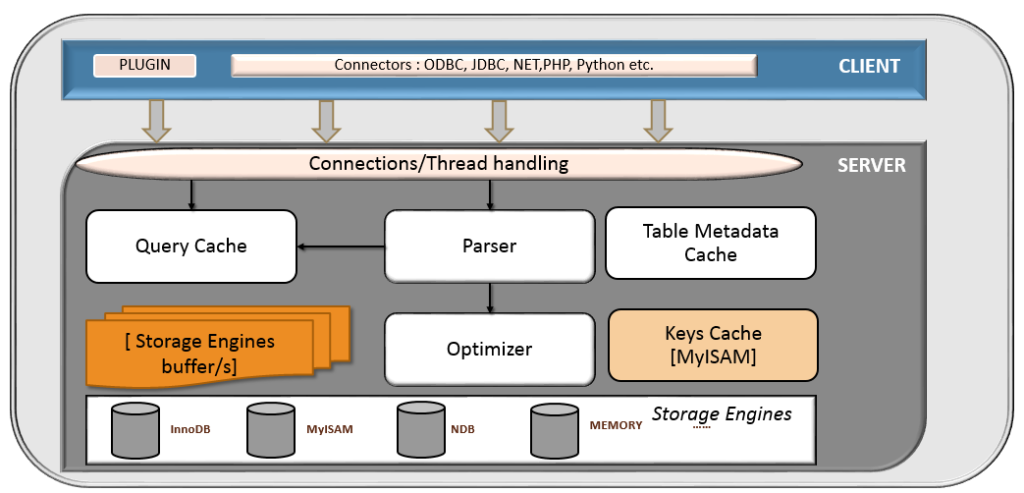 PLUGIN
Connectors : ODBC, JDBC, NET,PHP, Python etc.
CLIENT
Connections/Thread handling
SERVER
Query Cache
Parser
Table Metadata
Cache
[ Storage Engines
buffer/s]
Optimizer
Keys Cache
[MyISAM]
InnoDB
MyISAM
NDB
MEMORY
Storage Engines
......